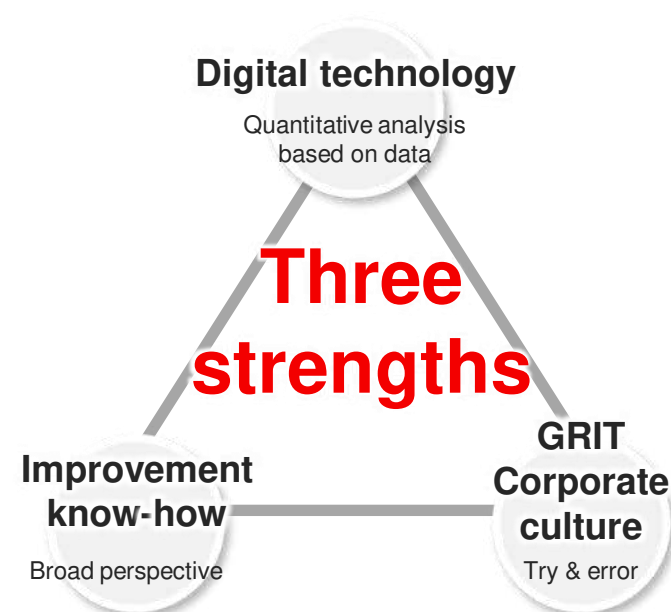 Digital technology
Quantitative analysis
based on data
Three
strengths
Improvement
know-how
Broad perspective
GRIT
Corporate
culture
Try & error